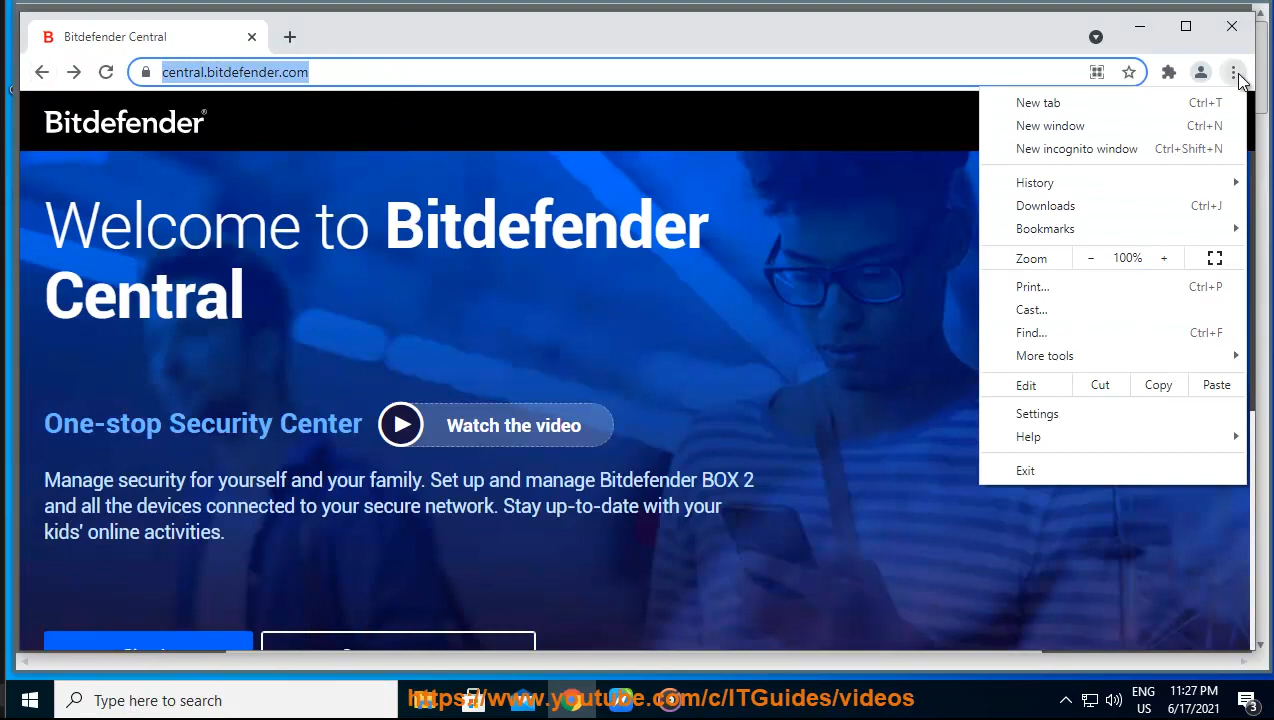 Bitdefender Central
central.bitdefender.com
Bitdefender®
Welcome to Bitdefender
Central
One-stop Security Center
Watch the video
Manage security for yourself and your family. Set up and manage Bitdefender BOX 2
and all the devices connected to your secure network. Stay up-to-date with your
kids' online activities.
New tab Ctrl+T
New window Ctrl+N
New incognito window Ctrl+Shift+N
History
Downloads Ctrl+J
Bookmarks
Zoom − 100% +
Print... Ctrl+P
Cast...
Find... Ctrl+F
More tools
Edit Cut Copy Paste
Settings
Help
Exit
Type here to search
https://www.youtube.com/c/ITGuides/videos
ENG
US
11:27 PM
6/17/2021
3